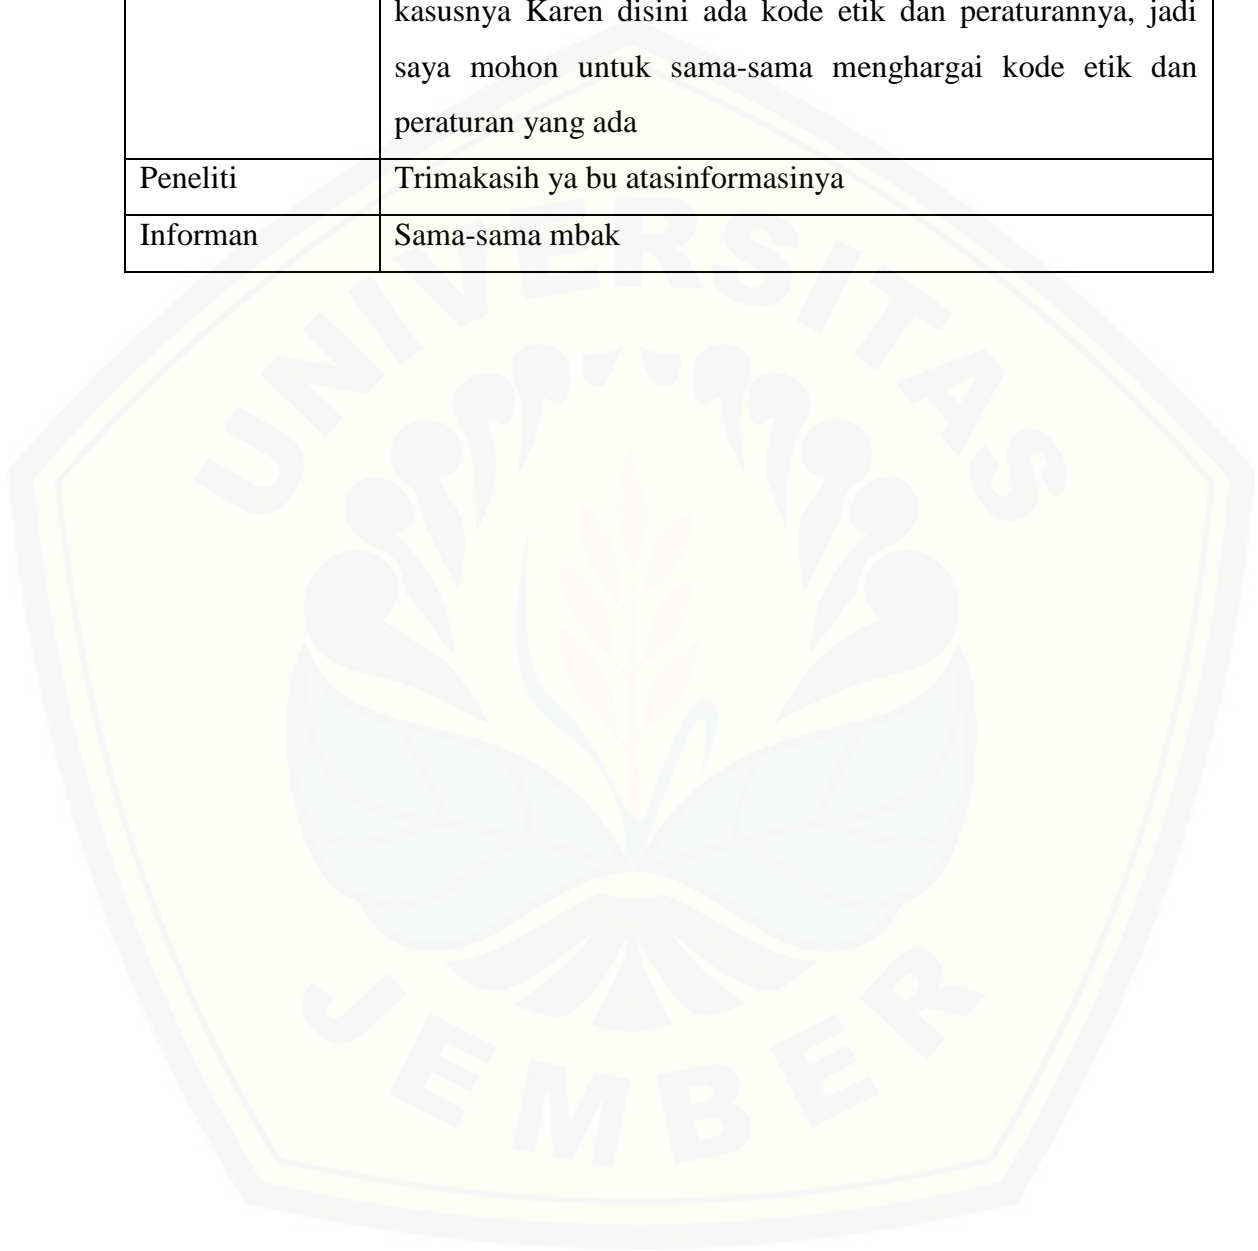 kasusnya Karen disini ada kode etik dan peraturannya, jadi
saya mohon untuk sama-sama menghargai kode etik dan
peraturan yang ada
Peneliti Trimakasih ya bu atasinformasinya
Informan Sama-sama mbak
UNIVERSITAS
JEMBER